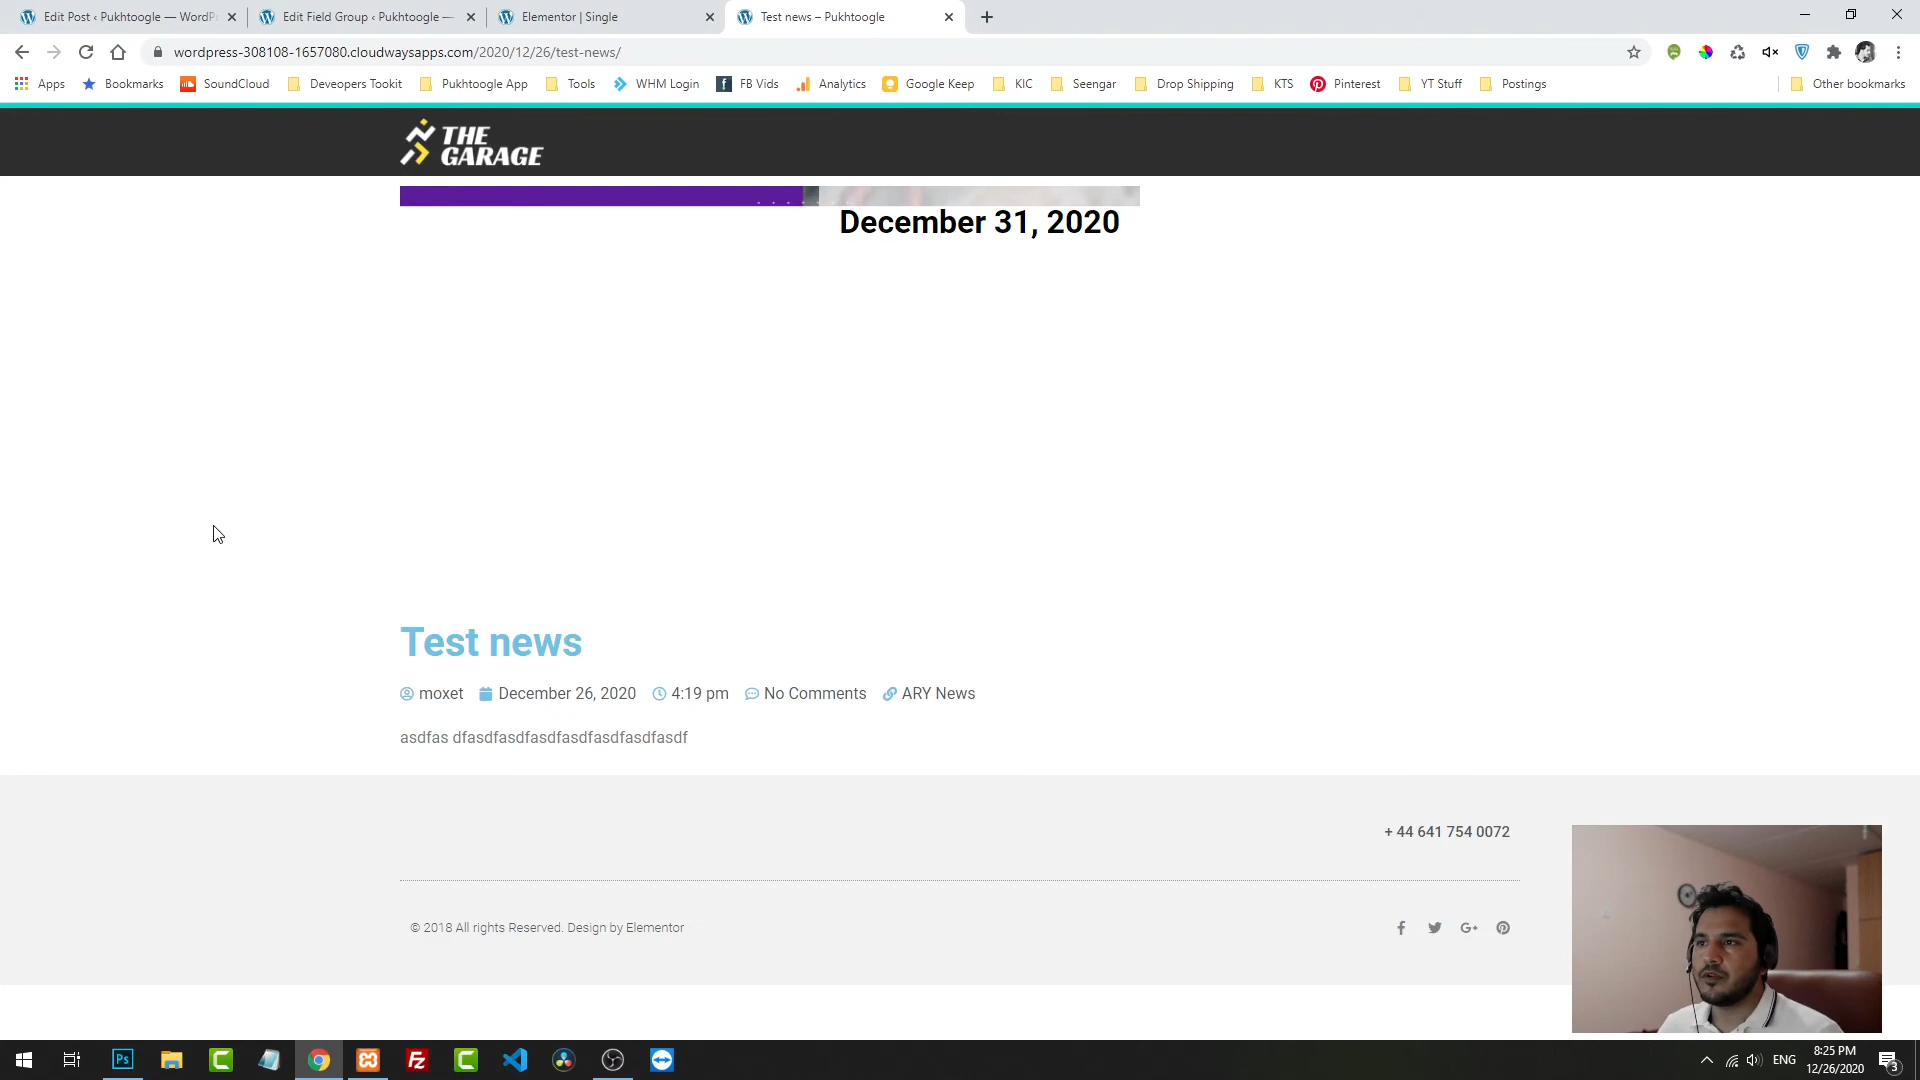 Edit Post ‹ Pukhtoogle — WordP
Edit Field Group ‹ Pukhtoogle —
Elementor | Single
Test news – Pukhtoogle
wordpress-308108-1657080.cloudwaysapps.com/2020/12/26/test-news/
Apps
Bookmarks
SoundCloud
Deveopers Tookit
Pukhtoogle App
Tools
WHM Login
FB Vids
Analytics
Google Keep
KIC
Seengar
Drop Shipping
KTS
Pinterest
YT Stuff
Postings
Other bookmarks
THE
GARAGE
December 31, 2020
Test news
moxet December 26, 2020 4:19 pm No Comments ARY News
asdfas dfasdfasdfasdfasdfasdfasdfasdf
+ 44 641 754 0072
© 2018 All rights Reserved. Design by Elementor
Ps
Fz
ENG
8:25 PM
12/26/2020
3